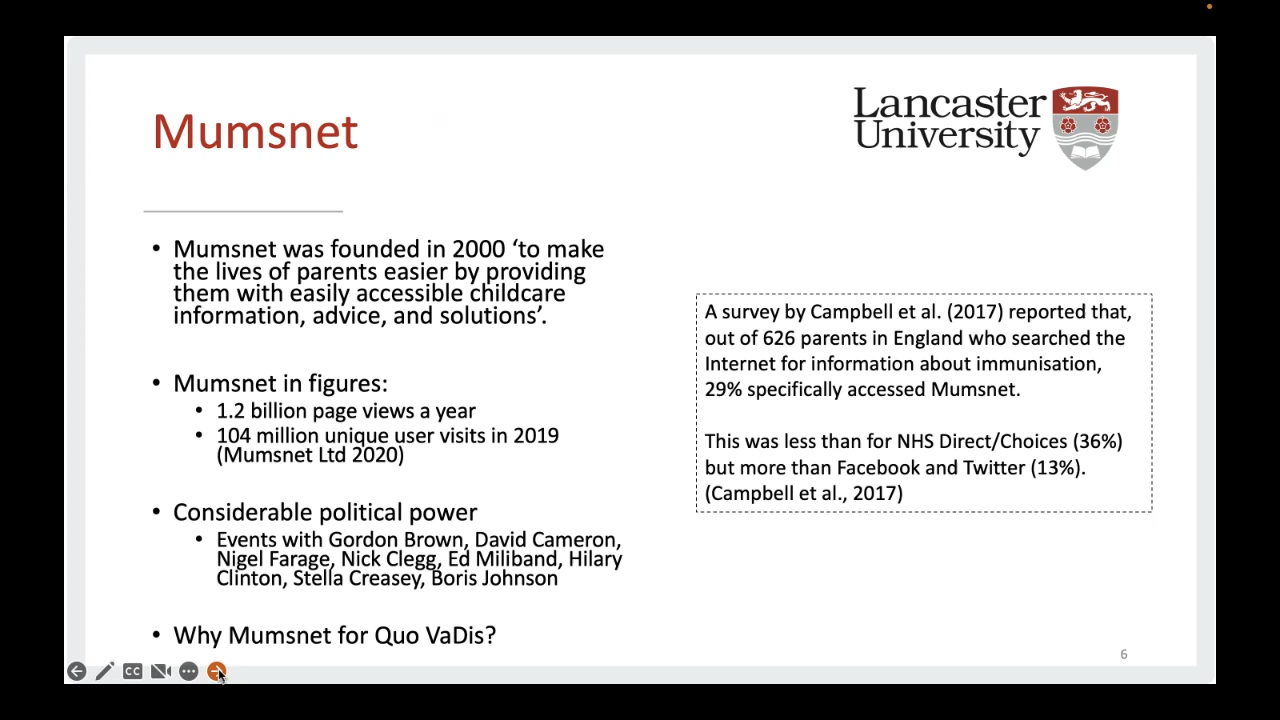 Mumsnet
Lancaster
University
• Mumsnet was founded in 2000 ‘to make
the lives of parents easier by providing
them with easily accessible childcare
information, advice, and solutions’.
• Mumsnet in figures:
• 1.2 billion page views a year
• 104 million unique user visits in 2019
(Mumsnet Ltd 2020)
• Considerable political power
• Events with Gordon Brown, David Cameron,
Nigel Farage, Nick Clegg, Ed Miliband, Hilary
Clinton, Stella Creasey, Boris Johnson
• Why Mumsnet for Quo VaDis?
A survey by Campbell et al. (2017) reported that,
out of 626 parents in England who searched the
Internet for information about immunisation,
29% specifically accessed Mumsnet.
This was less than for NHS Direct/Choices (36%)
but more than Facebook and Twitter (13%).
(Campbell et al., 2017)
6
CC